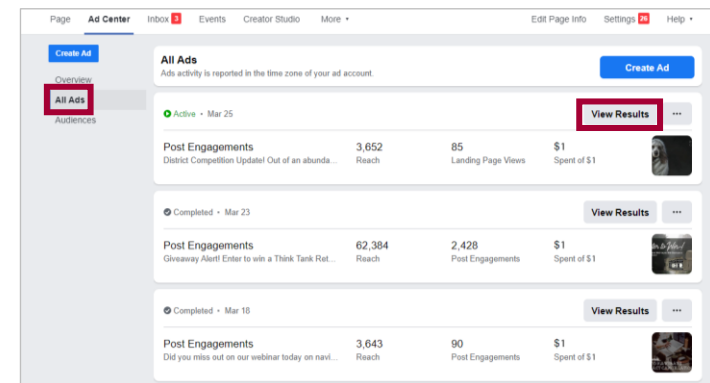 Page Ad Center Inbox 3 Events Creator Studio More Edit Page Info Settings 26 Help
Create Ad
Overview
All Ads
Audiences
All Ads
Ads activity is reported in the time zone of your ad account.
Create Ad
Active • Mar 25
View Results ...
Post Engagements 3,652 85 $1
District Competition Update! Out of an abunda... Reach Landing Page Views Spent of $1
Completed • Mar 23
View Results ...
Post Engagements 62,384 2,428 $1
Giveaway Alert! Enter to win a Think Tank Ret... Reach Post Engagements Spent of $1
Completed • Mar 18
View Results ...
Post Engagements 3,643 90 $1
Did you miss out on our webinar today on navi... Reach Post Engagements Spent of $1